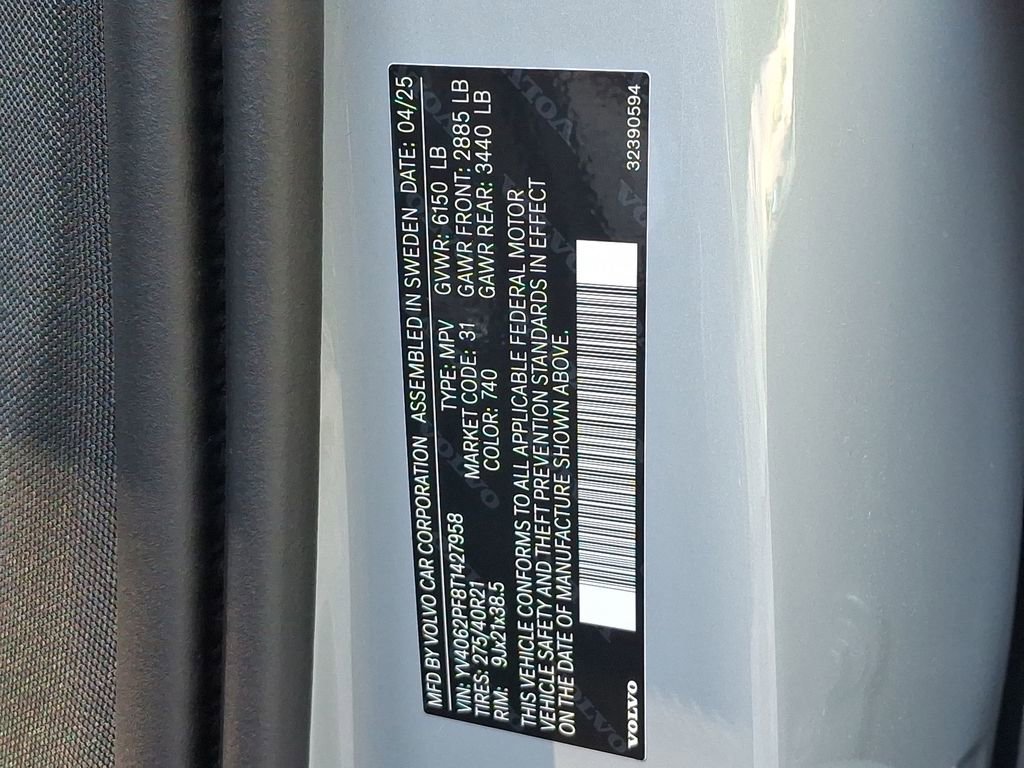 MFD BY VOLVO CAR CORPORATION ASSEMBLED IN SWEDEN DATE: 04/25
VIN: YV4062PF8T1427958 TYPE: MPV GVWR: 6150 LB
TIRES: 275/40R21 MARKET CODE: 31 GAWR FRONT: 2885 LB
RIM: 9Jx21x38.5 COLOR: 740 GAWR REAR: 3440 LB
THIS VEHICLE CONFORMS TO ALL APPLICABLE FEDERAL MOTOR
VEHICLE SAFETY AND THEFT PREVENTION STANDARDS IN EFFECT
ON THE DATE OF MANUFACTURE SHOWN ABOVE.
VOLVO 32390594